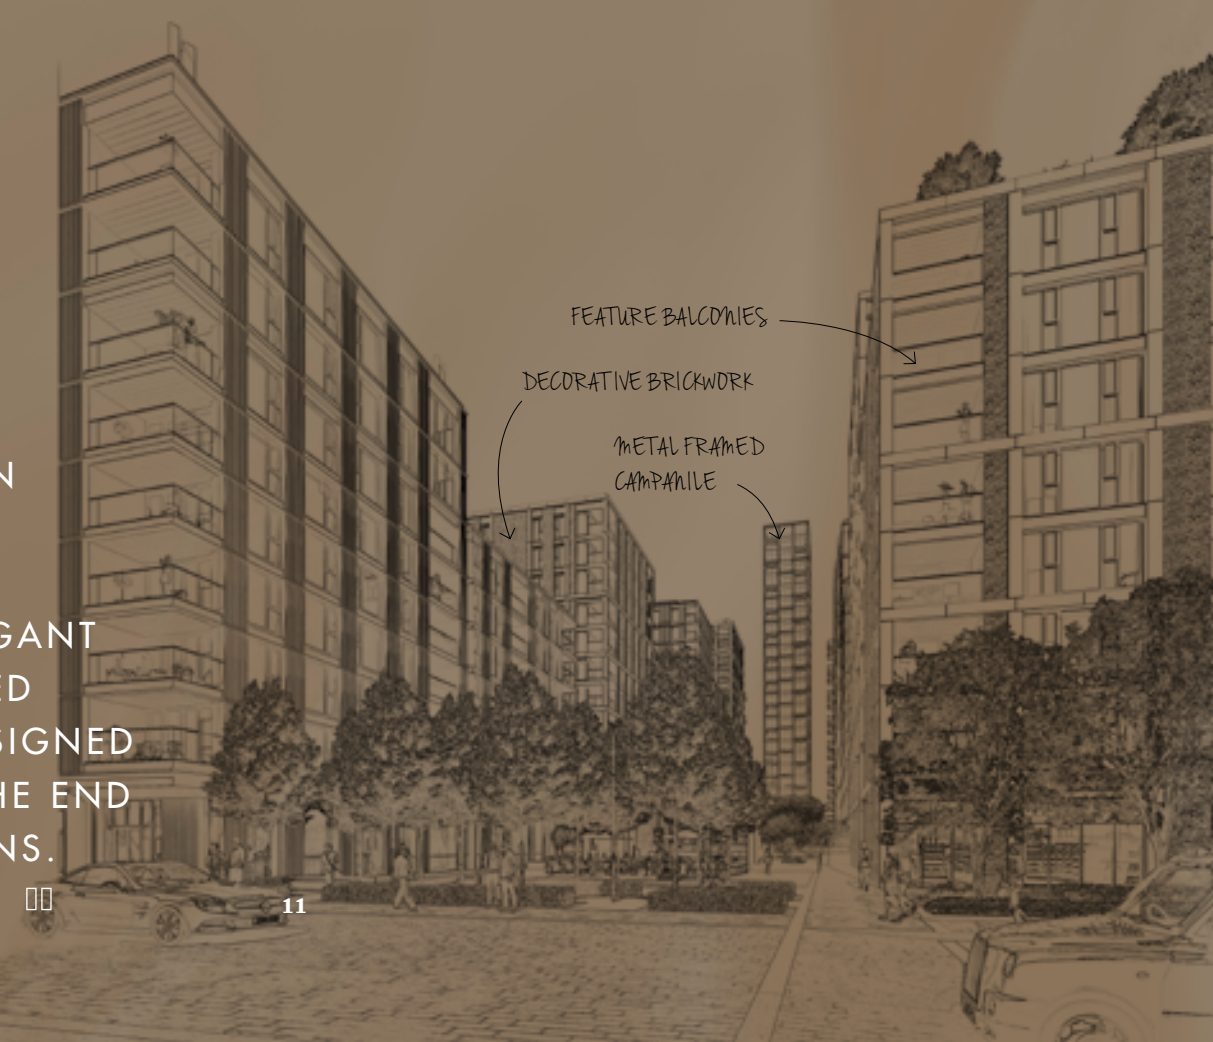 FEATURE BALCONIES
DECORATIVE BRICKWORK
METAL FRAMED
CAMPANILE
N
GANT
ED
SIGNED
HE END
NS.
11